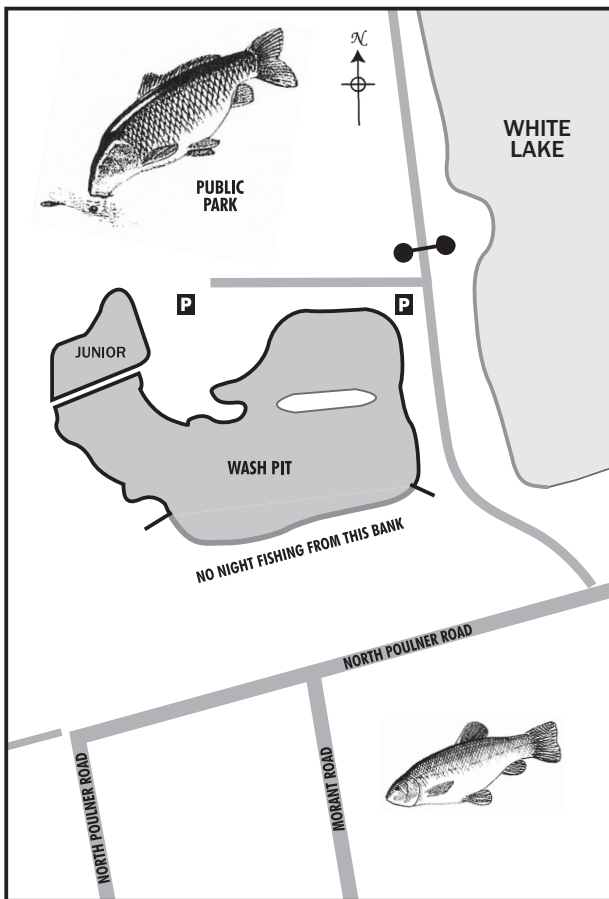 N
WHITE
LAKE
PUBLIC
PARK
P
P
JUNIOR
WASH PIT
NO NIGHT FISHING FROM THIS BANK
NORTH POULNER ROAD
NORTH POULNER ROAD
MORANT ROAD